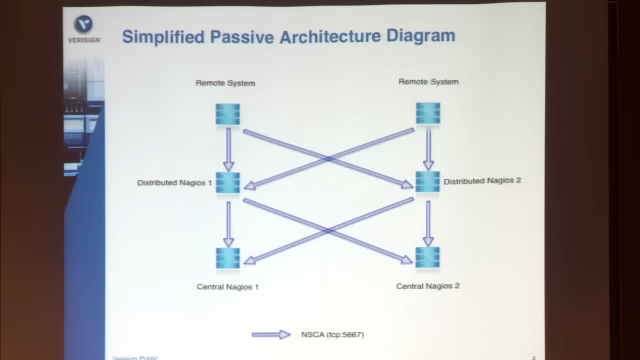 VERISIGN
Simplified Passive Architecture Diagram
Remote System
Remote System
Distributed Nagios 1
Distributed Nagios 2
Central Nagios 1
Central Nagios 2
NSCA (tcp:5667)
Verisign Public